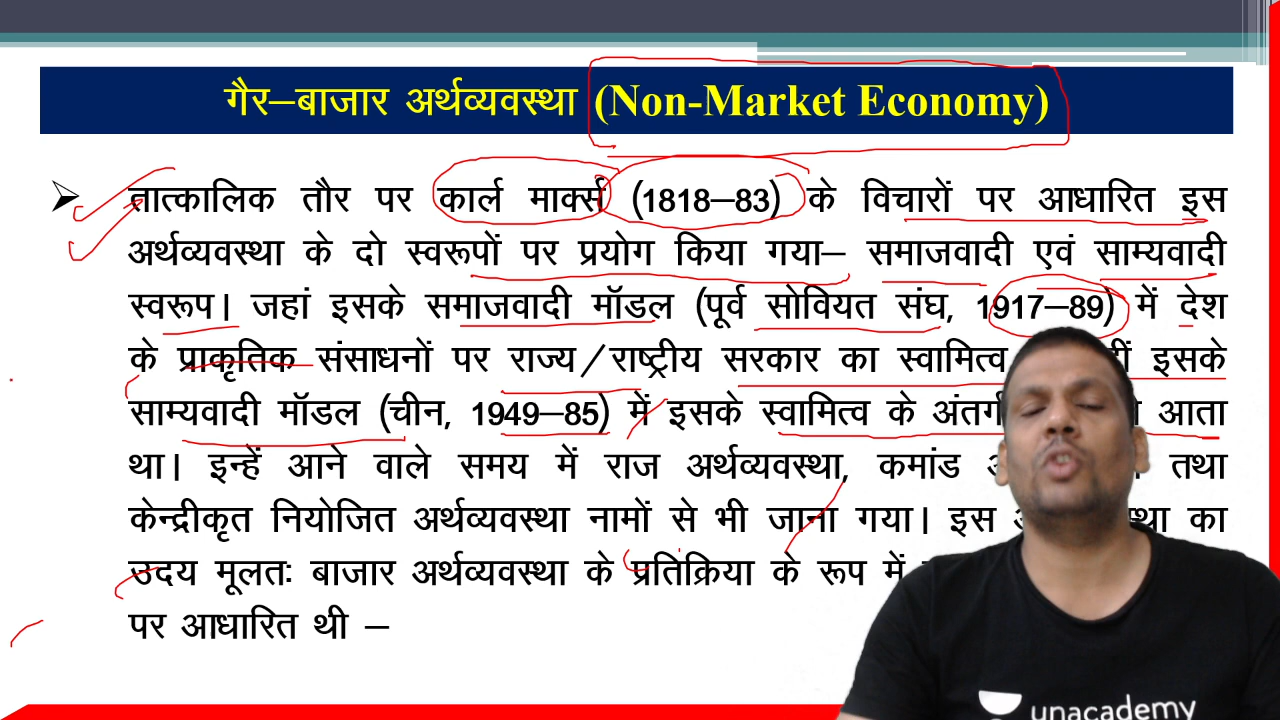 गैर–बाजार अर्थव्यवस्था (Non-Market Economy)
तात्कालिक तौर पर कार्ल मार्क्स (1818–83) के विचारों पर आधारित इस
अर्थव्यवस्था के दो स्वरूपों पर प्रयोग किया गया– समाजवादी एवं साम्यवादी
स्वरूप। जहां इसके समाजवादी मॉडल (पूर्व सोवियत संघ, 1917–89) में देश
के प्राकृतिक संसाधनों पर राज्य/राष्ट्रीय सरकार का स्वामित्व इसके
साम्यवादी मॉडल (चीन, 1949–85) में इसके स्वामित्व के आता
था। इन्हें आने वाले समय में राज अर्थव्यवस्था, कमांड तथा
केन्द्रीकृत नियोजित अर्थव्यवस्था नामों से भी जाना गया। इस का
उदय मूलतः बाजार अर्थव्यवस्था के प्रतिक्रिया के रूप में
पर आधारित थी –
unacademy